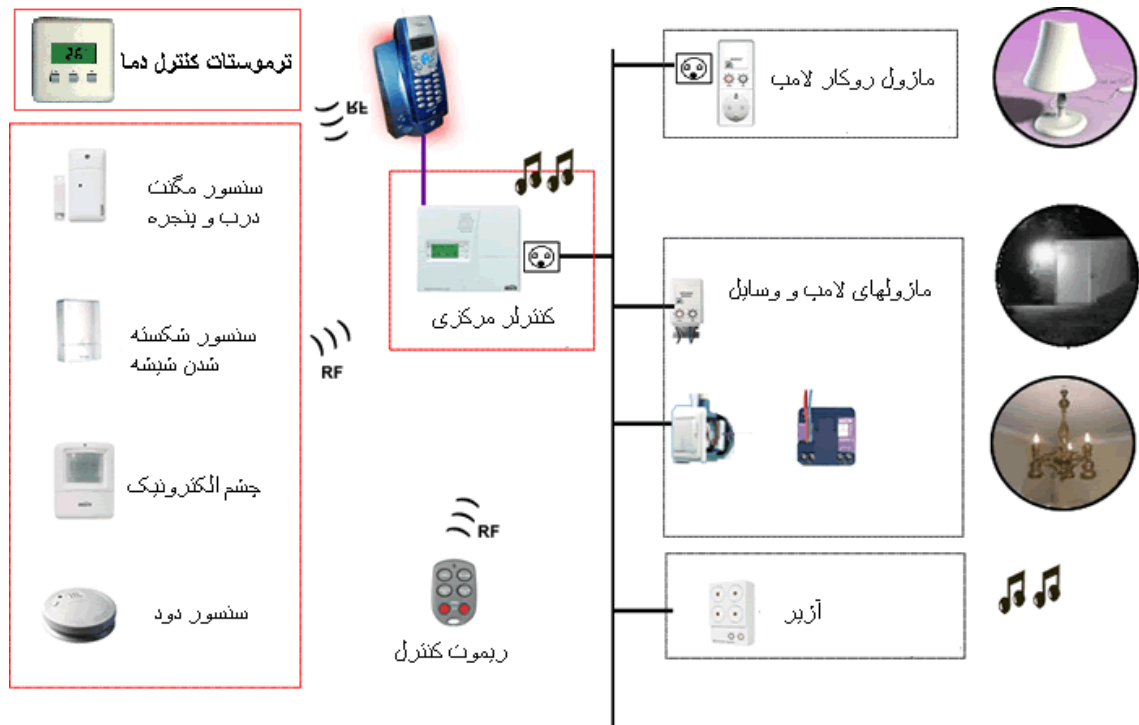 26
ترموستات کنترل دما
RF
سنسور مگنت
درب و پنجره
سنسور شکسته
شدن شیشه
RF
چشم الکترونیک
سنسور دود
کنترلر مرکزی
RF
ریموت کنترل
ماژول روکار لامپ
ماژولهای لامپ و وسایل
آژیر